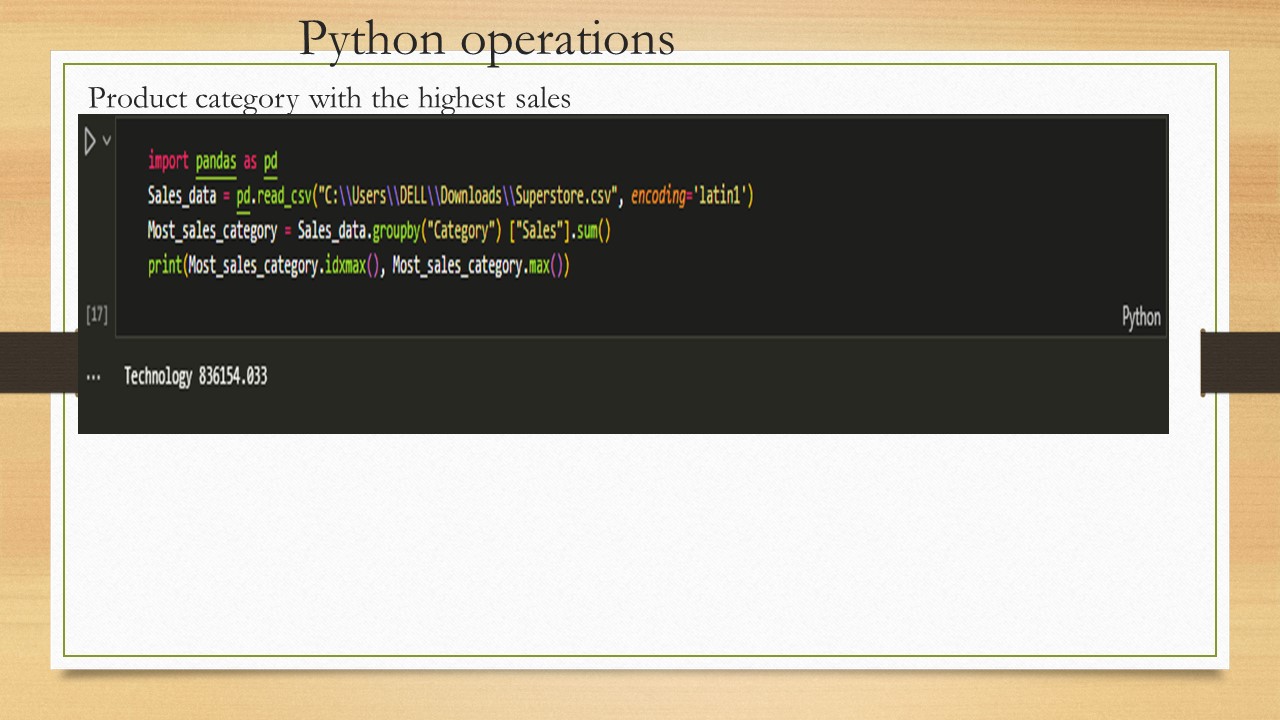 Python operations
Product category with the highest sales
import pandas as pd
Sales_data = pd.read_csv("C:\\Users\\DELL\\Downloads\\Superstore.csv", encoding='latin1')
Most_sales_category = Sales_data.groupby("Category") ["Sales"].sum()
print(Most_sales_category.idxmax(), Most_sales_category.max())
[17]
Python
... Technology 836154.033